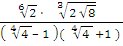 ⁶√2 · ³√(2√8)
(⁴√4 - 1)(⁴√4 + 1)